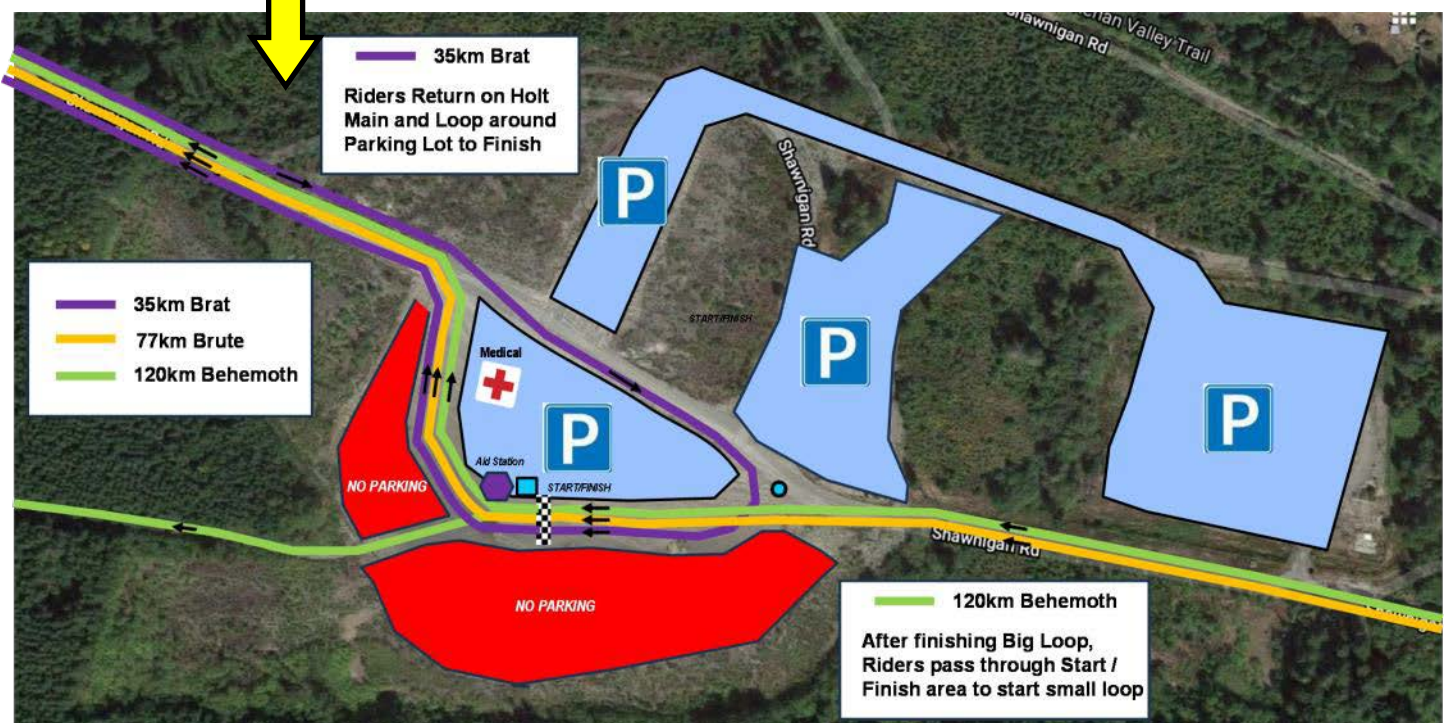 Valley Trail
Shawnigan Rd
35km Brat
Riders Return on Holt
Main and Loop around
Parking Lot to Finish
Shawnigan Rd
P
35km Brat
77km Brute
120km Behemoth
START/FINISH
Medical
P
P
P
Aid Station
NO PARKING
START/FINISH
Shawnigan Rd
NO PARKING
120km Behemoth
After finishing Big Loop,
Riders pass through Start /
Finish area to start small loop